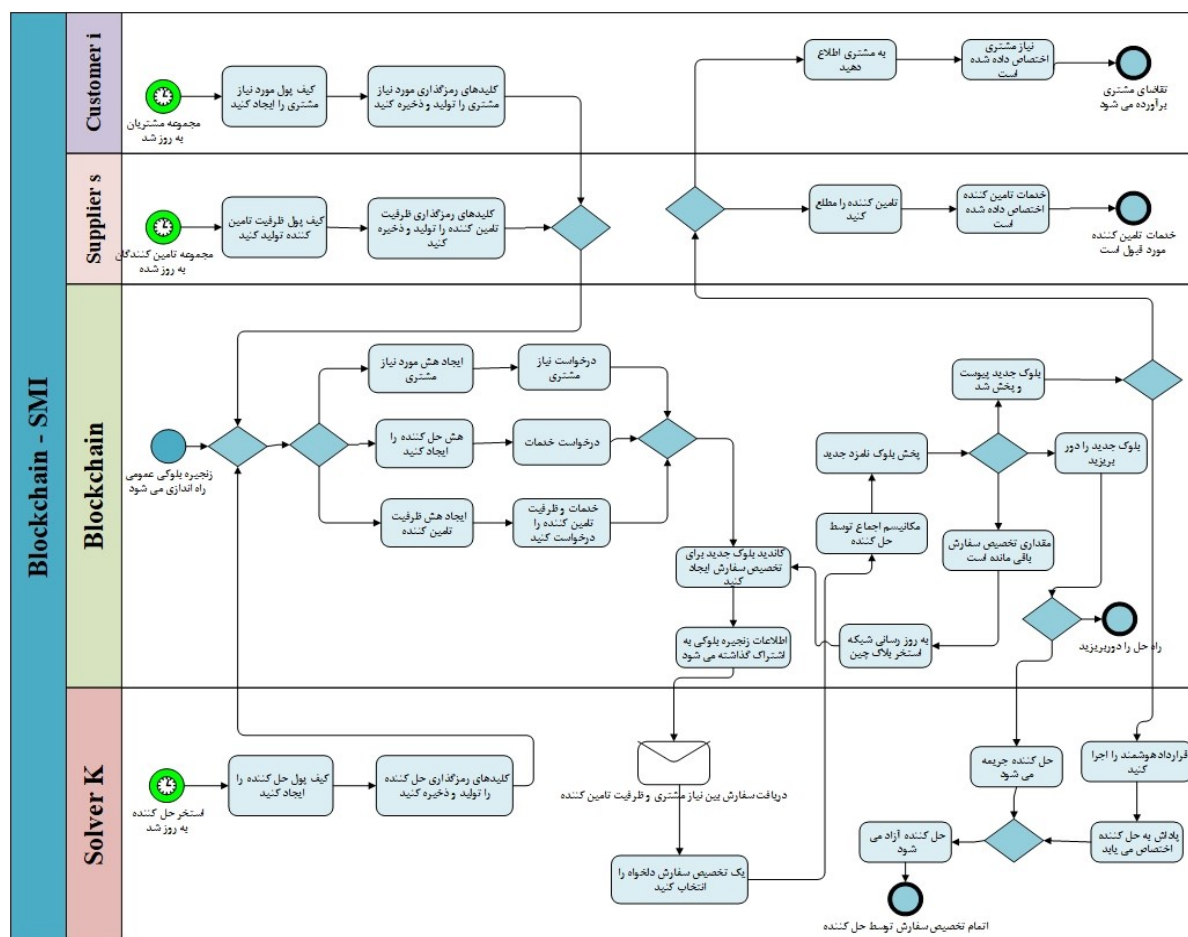 Blockchain - SMI
Customer i
مجموعه مشتریان
به روز شد
کیف پول مورد نیاز
مشتری را ایجاد کنید
کلیدهای رمزگذاری مورد نیاز
مشتری را تولید و ذخیره کنید
به مشتری اطلاع
دهید
نیاز مشتری
اختصاص داده شده
است
تقاضای مشتری
برآورده می شود
Supplier s
مجموعه تامین کنندگان
به روز شده
کیف پول ظرفیت تامین
کننده تولید کنید
کلیدهای رمزگذاری ظرفیت
تامین کننده را تولید و ذخیره
کنید
تامین کننده را مطلع
کنید
خدمات تامین کننده
اختصاص داده شده
است
خدمات تامین کننده
مورد قبول است
Blockchain
زنجیره بلوکی عمومی
راه اندازی می شود
ایجاد هش مورد نیاز
مشتری
درخواست نیاز
مشتری
هش حل کننده را
ایجاد کنید
درخواست خدمات
ایجاد هش ظرفیت
تامین کننده
خدمات و ظرفیت
تامین کننده را
درخواست کنید
کاندید بلوک جدید برای
تخصیص سفارش ایجاد
کنید
اطلاعات زنجیره بلوکی به
اشتراک گذاشته می شود
پخش بلوک نامزد جدید
مکانیسم اجماع توسط
حل کننده
بلوک جدید پیوست
و پخش شد
بلوک جدید را دور
بریزید
مقداری تخصیص سفارش
باقی مانده است
به روز رسانی شبکه
استخر بلاک چین
راه حل را دوربریزید
Solver K
استخر حل کننده
به روز شد
کیف پول حل کننده را
ایجاد کنید
کلیدهای رمزگذاری حل کننده
را تولید و ذخیره کنید
دریافت سفارش بین نیاز مشتری و ظرفیت تامین کننده
یک تخصیص سفارش دلخواه را
انتخاب کنید
حل کننده جریمه
می شود
قرارداد هوشمند را اجرا
کنید
پاداش به حل کننده
اختصاص می یابد
حل کننده آزاد می
شود
اتمام تخصیص سفارش توسط حل کننده